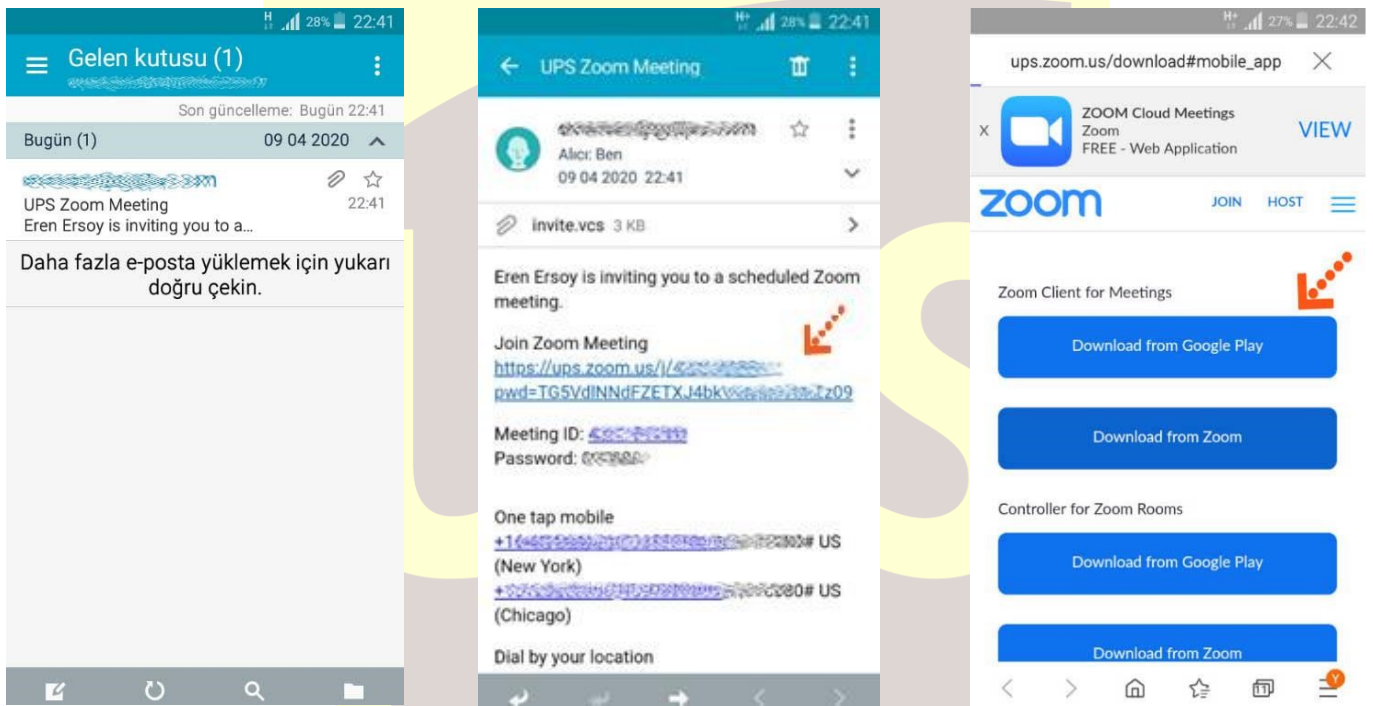 28% 22:41
Gelen kutusu (1)
Son güncelleme: Bugün 22:41
Bugün (1) 09 04 2020
UPS Zoom Meeting 22:41
Eren Ersoy is inviting you to a...
Daha fazla e-posta yüklemek için yukarı
doğru çekin.
H+ 28% 22:41
UPS Zoom Meeting
Alıcı: Ben
09 04 2020 22:41
invite.vcs 3 KB
Eren Ersoy is inviting you to a scheduled Zoom
meeting.
Join Zoom Meeting
https://ups.zoom.us/j/
Meeting ID:
Password:
One tap mobile
# US
(New York)
# US
(Chicago)
Dial by your location
H+ 27% 22:42
ups.zoom.us/download#mobile_app
x
ZOOM Cloud Meetings
Zoom
FREE - Web Application
VIEW
zoom JOIN HOST
Zoom Client for Meetings
Download from Google Play
Download from Zoom
Controller for Zoom Rooms
Download from Google Play
Download from Zoom
11
Y